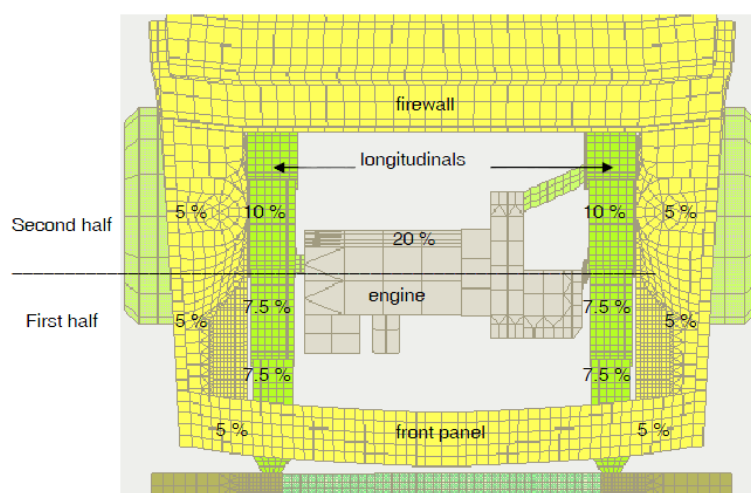 firewall
longitudinals
5 % 10 % 10 % 5 %
Second half
20 %
engine
7.5 % 7.5 %
First half
5 % 5 %
7.5 % 7.5 %
5 % front panel 5 %